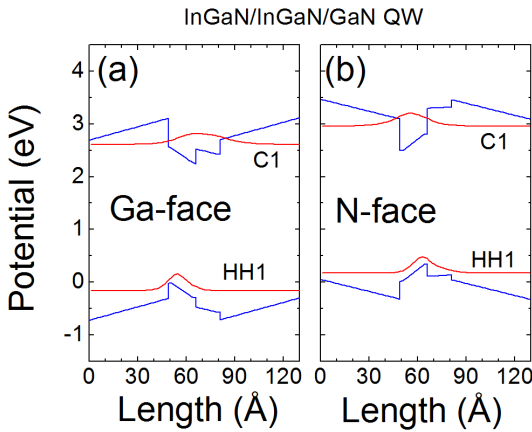 InGaN/InGaN/GaN QW
(a)
(b)
Potential (eV)
4
3
2
1
0
-1
C1
C1
Ga-face
N-face
HH1
HH1
0 30 60 90 120
0 30 60 90 120
Length (Å)
Length (Å)